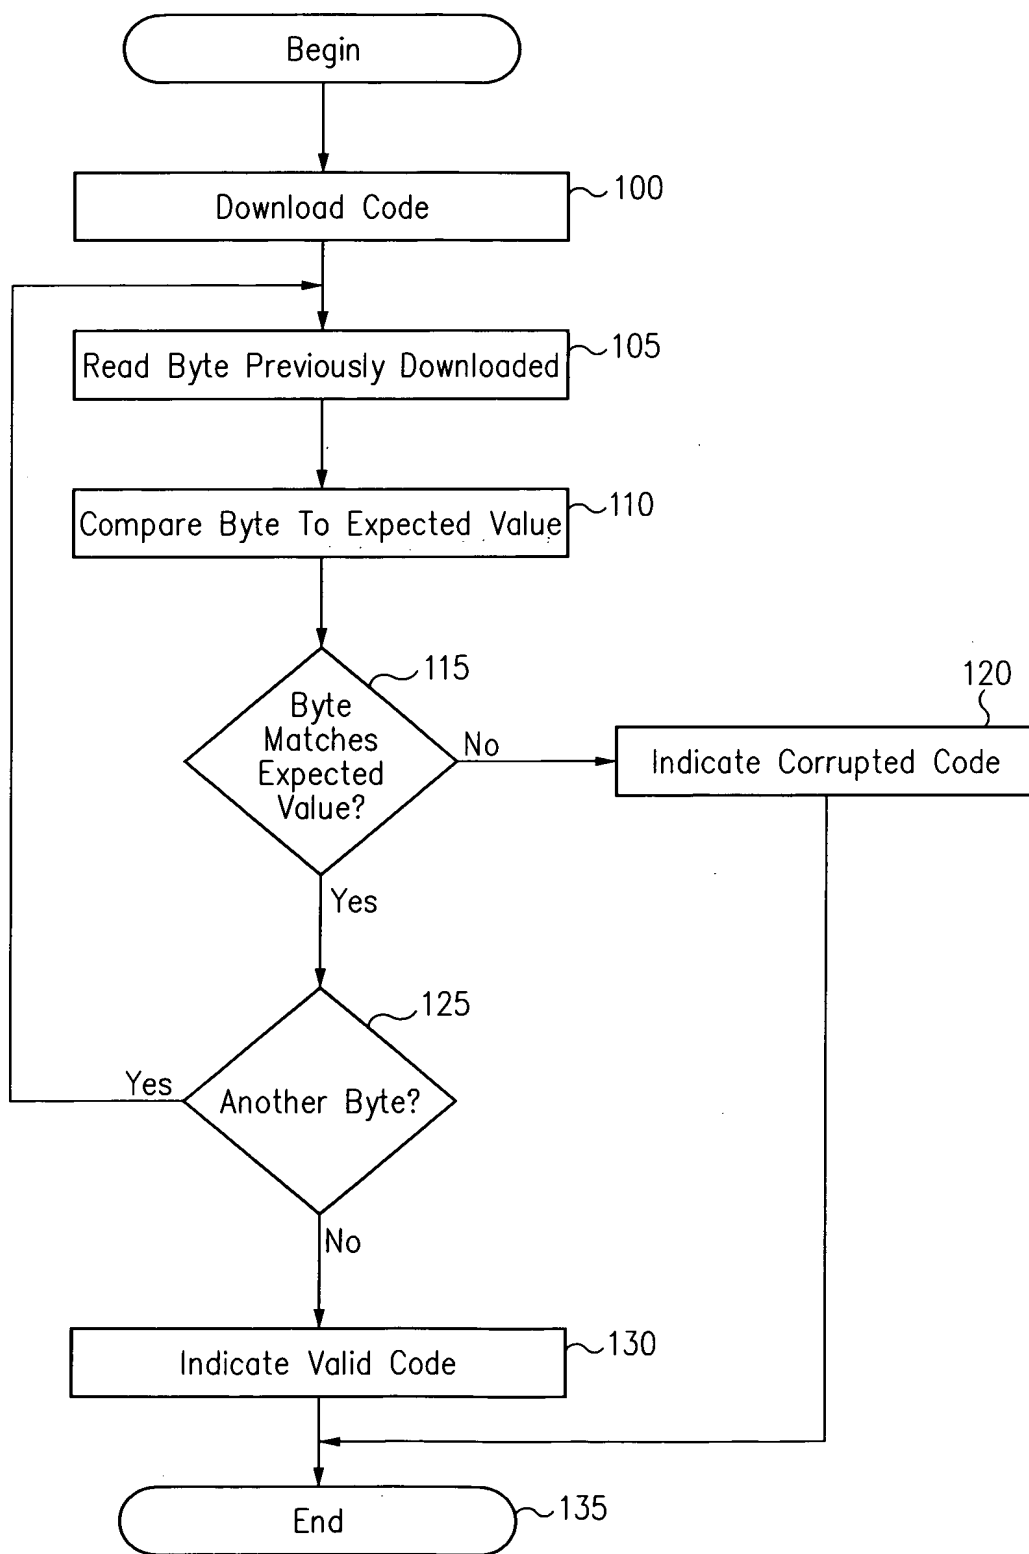 Begin
Download Code
100
Read Byte Previously Downloaded
105
Compare Byte To Expected Value
110
115
Byte
Matches
Expected
Value?
No
120
Indicate Corrupted Code
Yes
125
Yes
Another Byte?
No
Indicate Valid Code
130
End
135